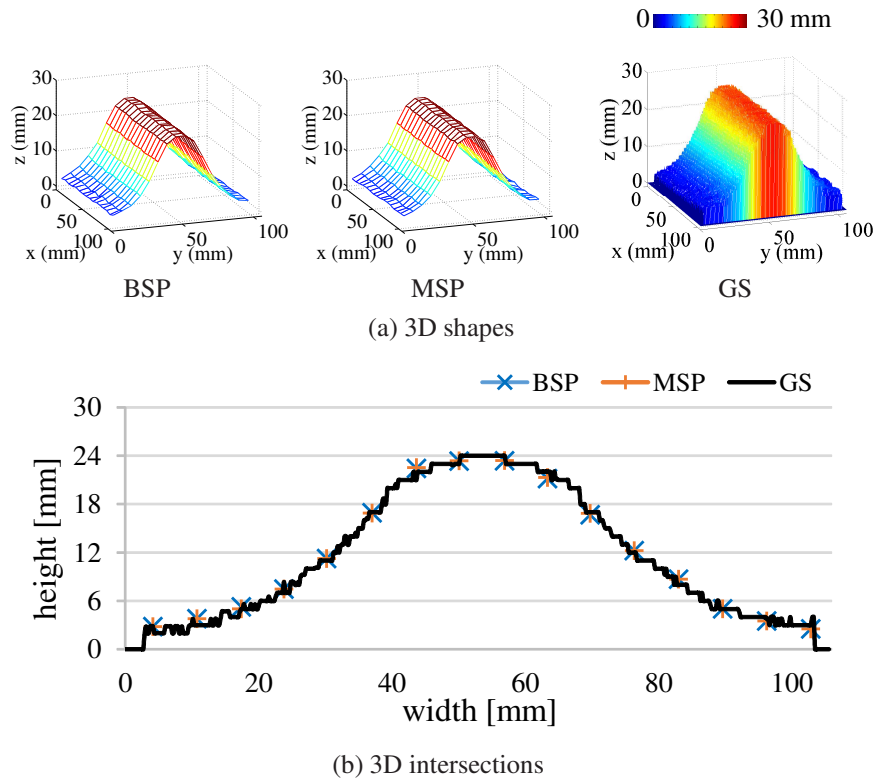 0 30 mm
30
20
10
0
z (mm)
0
50
100
x (mm)
0
50
100
y (mm)
BSP
30
20
10
0
z (mm)
0
50
100
x (mm)
0
50
100
y (mm)
MSP
30
20
10
0
z (mm)
0
50
100
x (mm)
0
50
100
y (mm)
GS
(a) 3D shapes
BSP MSP GS
30
24
18
12
6
0
height [mm]
0 20 40 60 80 100
width [mm]
(b) 3D intersections